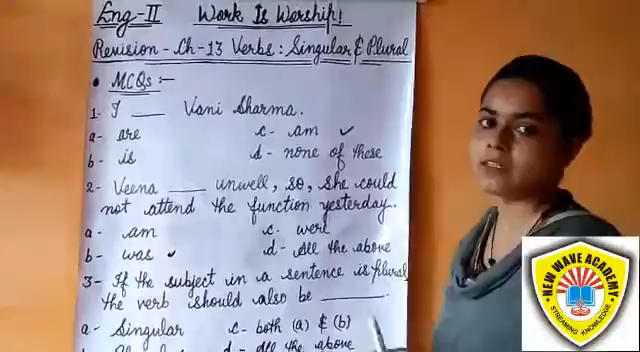 Eng-II Work Is Worship!
Revision - Ch-13 Verbs: Singular & Plural
• MCQs :-
1- I ___ Vani Sharma.
a- are c- am ✓
b- is d- none of these
2- Veena ___ unwell, so, she could
not attend the function yesterday.
a- am c- were
b- was ✓ d- All the above
3- If the subject in a sentence is plural
the verb should also be ______.
a- Singular c- both (a) & (b)
d- All the above
NEW WAVE ACADEMY
STREAMING KNOWLEDGE